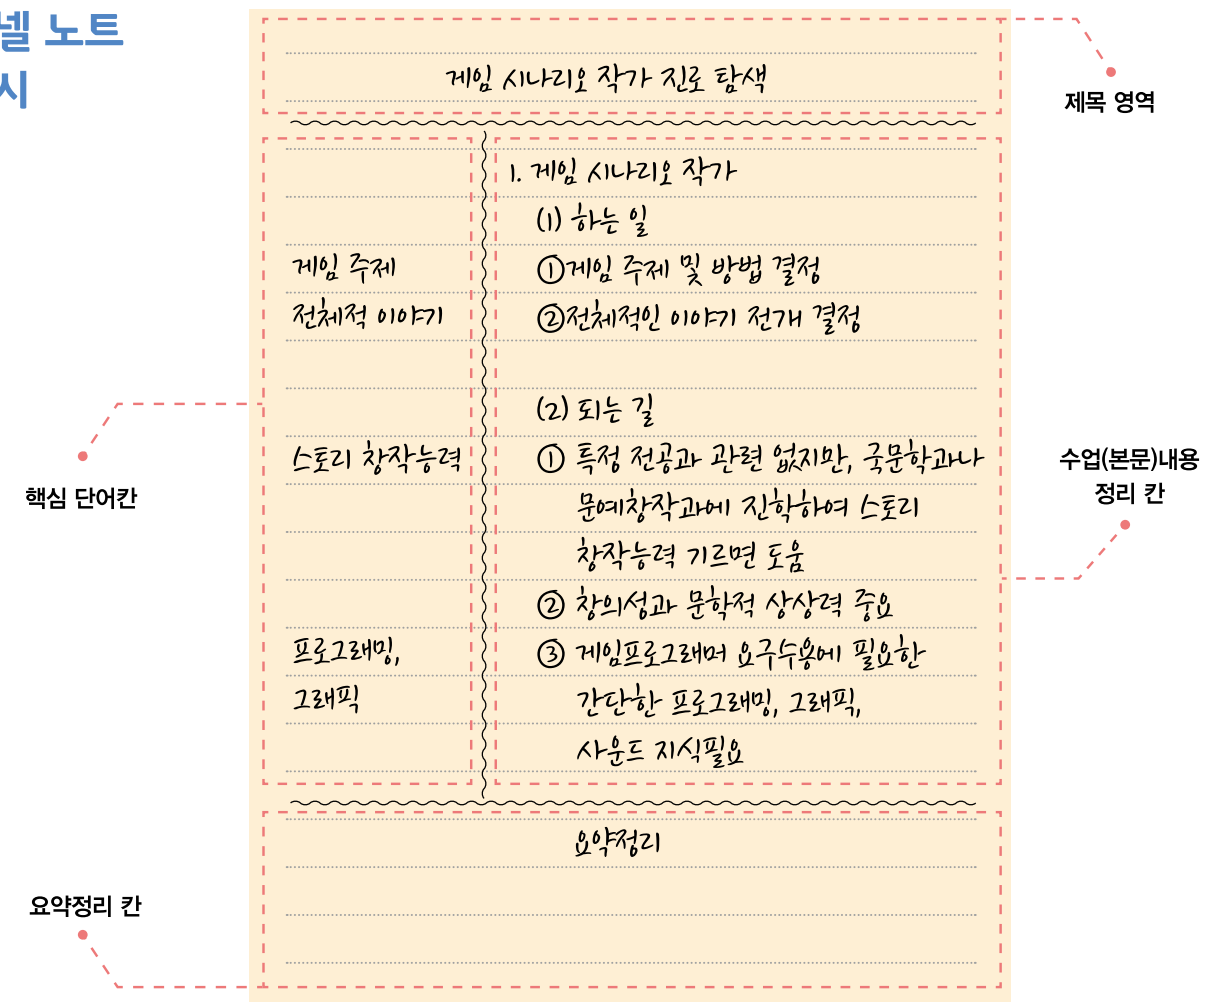 넬 노트
시
게임 시나리오 작가 진로 탐색
제목 영역
1. 게임 시나리오 작가
(1) 하는 일
게임 주제
①게임 주제 및 방법 결정
전체적 이야기
②전체적인 이야기 전개 결정
(2) 되는 길
스토리 창작능력
① 특정 전공과 관련 없지만, 국문학과나
문예창작과에 진학하여 스토리
창작능력 기르면 도움
② 창의성과 문학적 상상력 중요
프로그래밍,
③ 게임프로그래머 요구수용에 필요한
그래픽
간단한 프로그래밍, 그래픽,
사운드 지식필요
핵심 단어칸
수업(본문)내용
정리 칸
요약정리
요약정리 칸